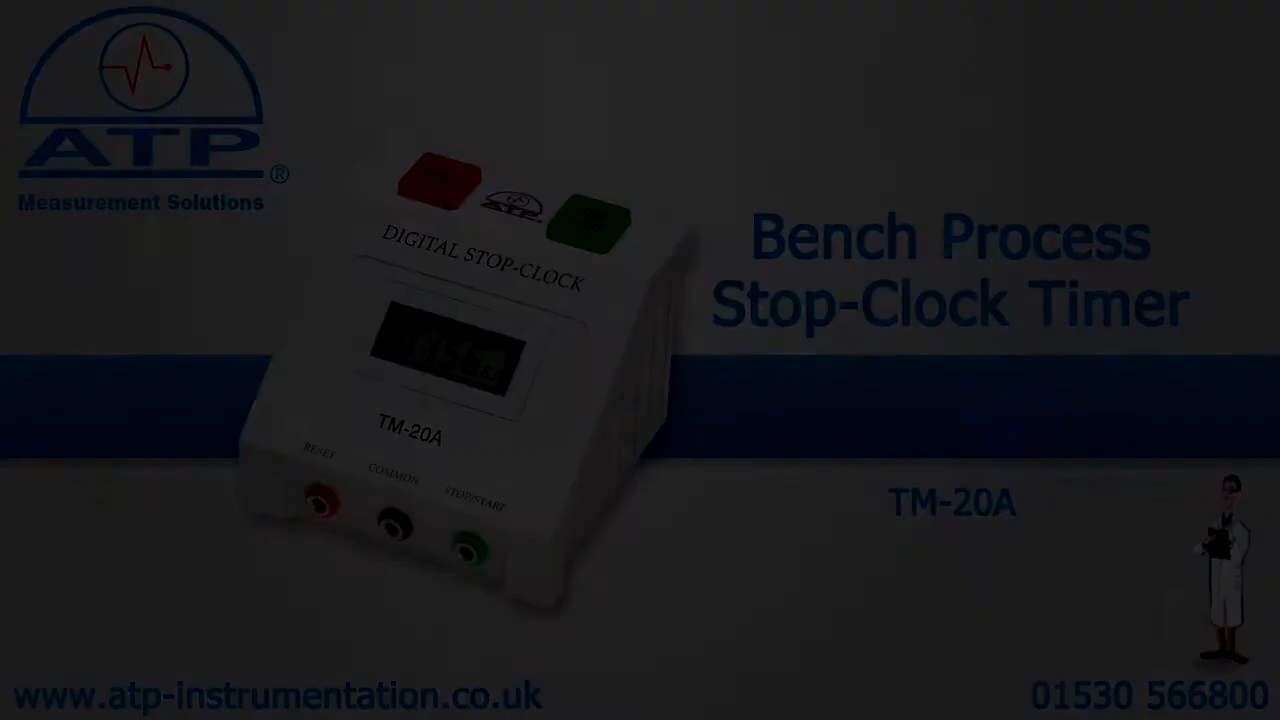 ATP
®
Measurement Solutions
ATP
DIGITAL STOP-CLOCK
TM-20A
RESET
COMMON
STOP/START
Bench Process
Stop-Clock Timer
TM-20A
www.atp-instrumentation.co.uk
01530 566800